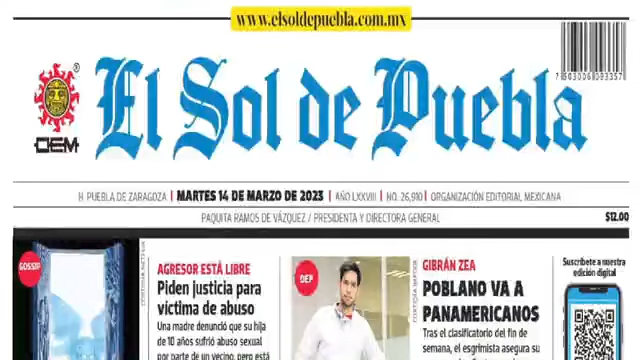 www.elsoldepuebla.com.mx
El Sol de Puebla
®
OEM
7 503006 093357
H. PUEBLA DE ZARAGOZA | MARTES 14 DE MARZO DE 2023 | AÑO LXXVIII | NO. 26,910 | ORGANIZACIÓN EDITORIAL MEXICANA
PAQUITA RAMOS DE VÁZQUEZ / PRESIDENTA Y DIRECTORA GENERAL
$12.00
GOSSIP
AGRESOR ESTÁ LIBRE
Piden justicia para
víctima de abuso
Una madre denunció que su hija
de 10 años sufrió abuso sexual
por parte de un vecino, pero está
DEP
GIBRÁN ZEA
POBLANO VA A
PANAMERICANOS
Tras el clasificatorio del fin de
semana, el esgrimista asegura su
Suscríbete a nuestra
edición digital